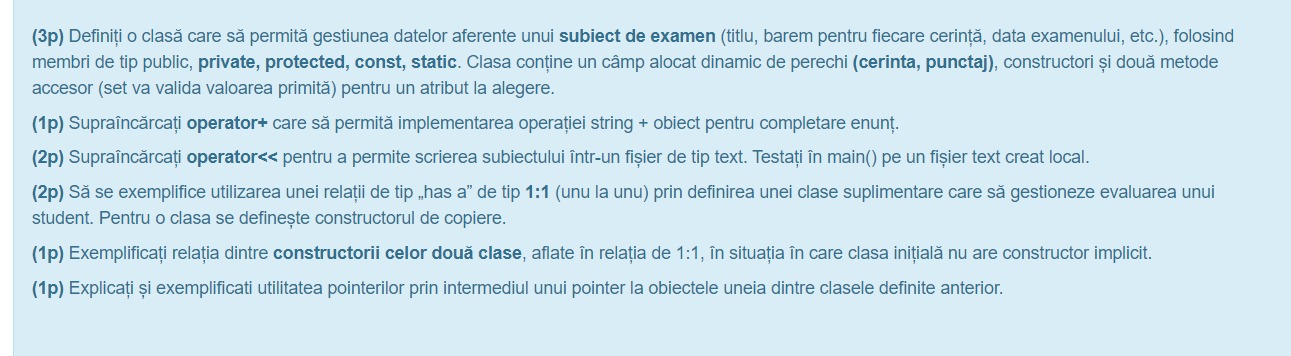 (3p) Definiți o clasă care să permită gestiunea datelor aferente unui subiect de examen (titlu, barem pentru fiecare cerință, data examenului, etc.), folosind
membri de tip public, private, protected, const, static. Clasa conține un câmp alocat dinamic de perechi (cerinta, punctaj), constructori și două metode
accesor (set va valida valoarea primită) pentru un atribut la alegere.
(1p) Supraîncărcați operator+ care să permită implementarea operației string + obiect pentru completare enunț.
(2p) Supraîncărcați operator<< pentru a permite scrierea subiectului într-un fișier de tip text. Testați în main() pe un fișier text creat local.
(2p) Să se exemplifice utilizarea unei relații de tip „has a” de tip 1:1 (unu la unu) prin definirea unei clase suplimentare care să gestioneze evaluarea unui
student. Pentru o clasa se definește constructorul de copiere.
(1p) Exemplificați relația dintre constructorii celor două clase, aflate în relația de 1:1, în situația în care clasa inițială nu are constructor implicit.
(1p) Explicați și exemplificati utilitatea pointerilor prin intermediul unui pointer la obiectele uneia dintre clasele definite anterior.